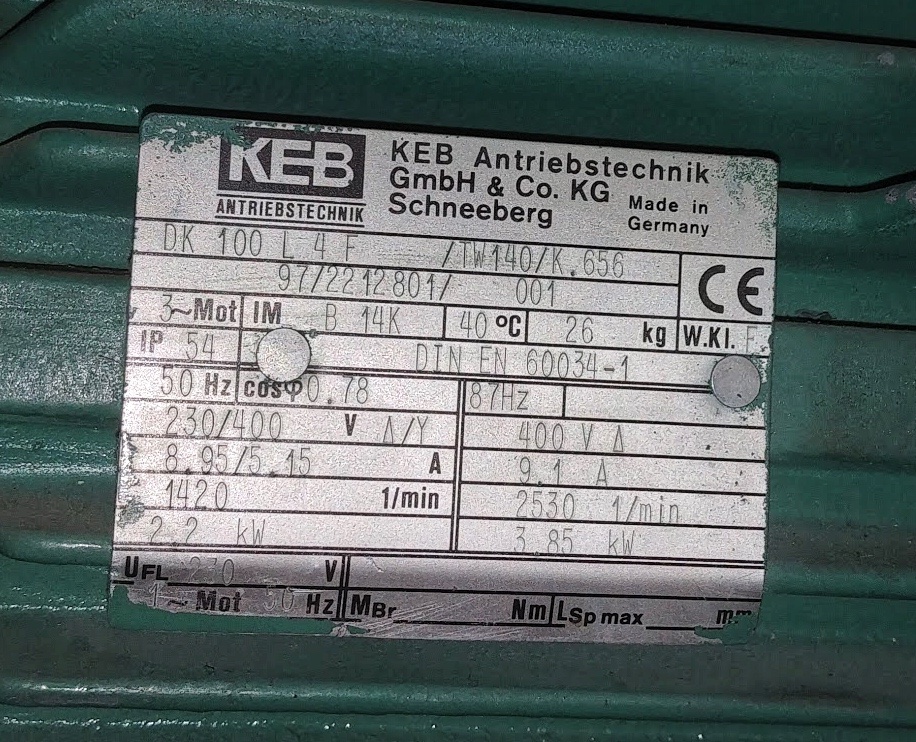 KEB
ANTRIEBSTECHNIK
KEB Antriebstechnik
GmbH & Co. KG
Schneeberg
Made in
Germany
DK 100 L 4 F /TW140/K.656
97/2212801/ 001
CE
3~Mot IM B 14K 40 °C 26 kg W.Kl. F
IP 54 DIN EN 60034-1
50 Hz cosφ 0.78 87Hz
230/400 V Δ/Y 400 V Δ
8.95/5.15 A 9.1 A
1420 1/min 2530 1/min
2.2 kW 3.85 kW
UFL 230 V
1~ Mot 50 Hz MBr Nm LSp max mm